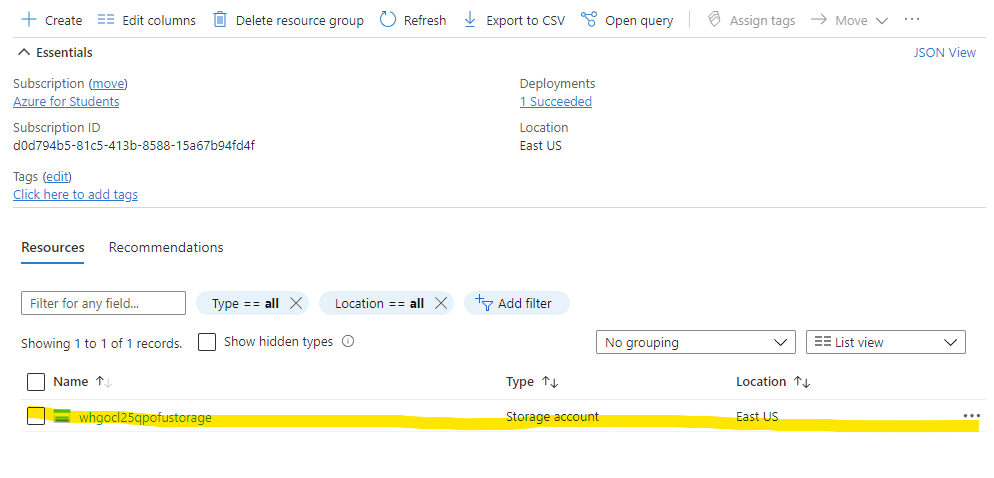 Create Edit columns Delete resource group Refresh Export to CSV Open query Assign tags Move ...
Essentials JSON View
Subscription (move) Deployments
Azure for Students 1 Succeeded
Subscription ID Location
d0d794b5-81c5-413b-8588-15a67b94fd4f East US
Tags (edit)
Click here to add tags
Resources Recommendations
Filter for any field... Type == all Location == all Add filter
Showing 1 to 1 of 1 records. Show hidden types No grouping List view
Name Type Location
whgocl25qpofustorage Storage account East US ...